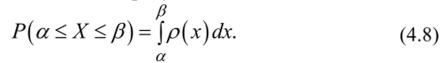 P(α ≤ X ≤ β) = ∫_α^β ρ(x) dx. (4.8)